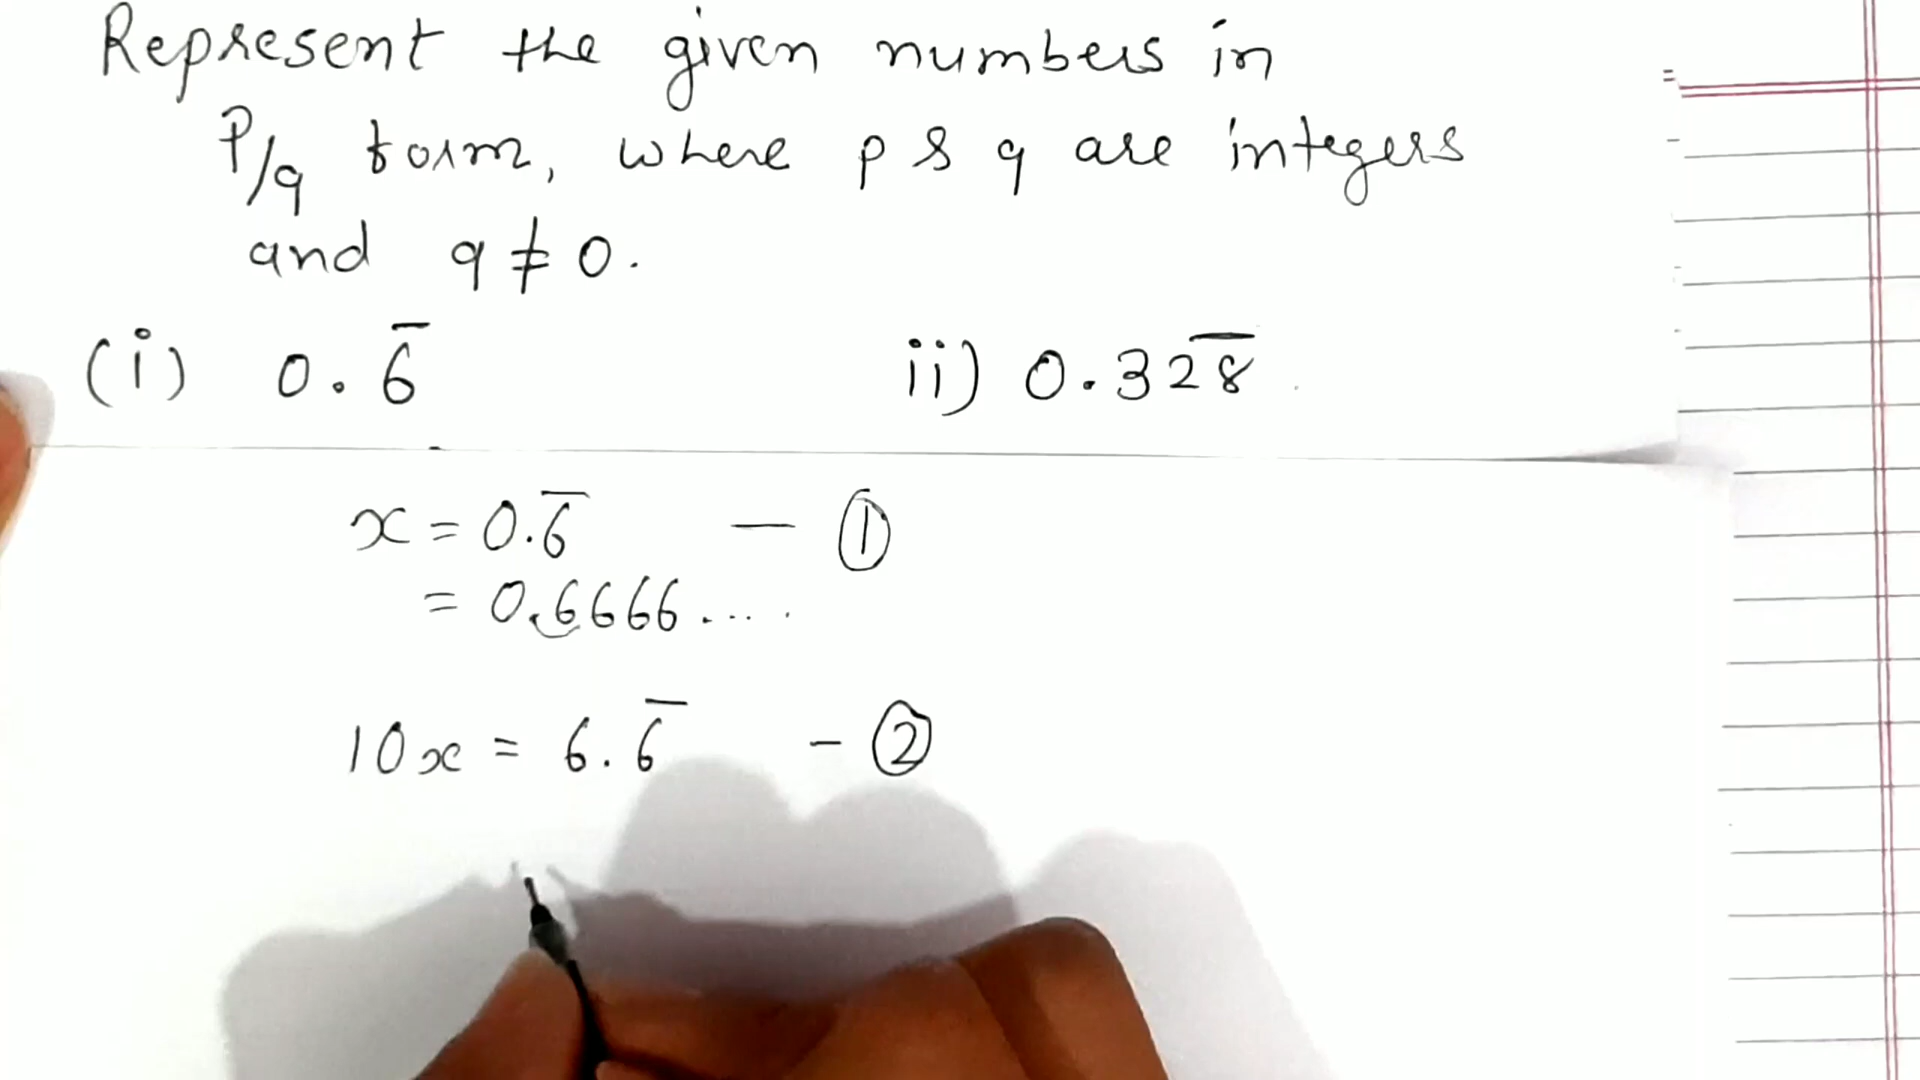 Represent the given numbers in
P/q form, where p & q are integers
and q ≠ 0.
(i) 0.6̅ ii) 0.32̅8̅
x = 0.6̅ — ①
= 0.6666.....
10x = 6.6̅ - ②